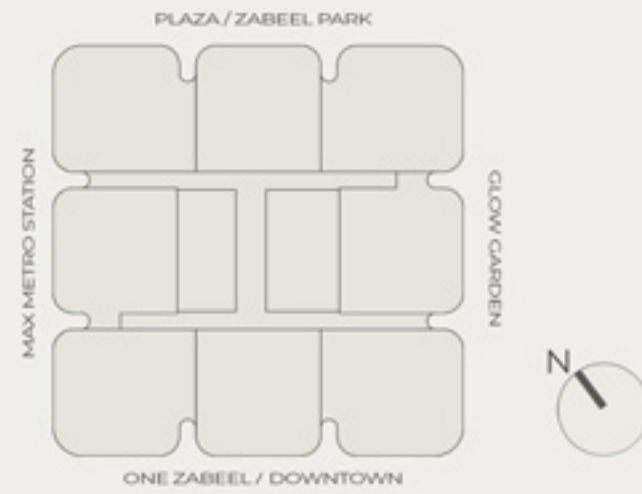 PLAZA / ZABEEL PARK
MAX METRO STATION
GLOW GARDEN
N
ONE ZABEEL / DOWNTOWN